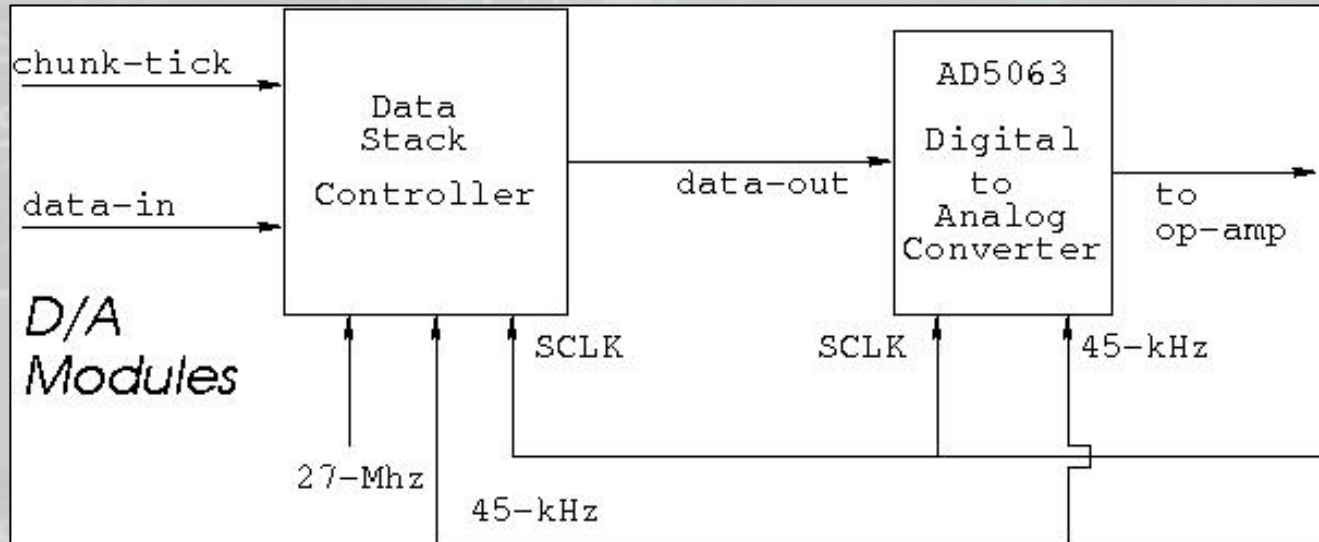 chunk-tick
data-in
D/A
Modules
Data
Stack
Controller
data-out
AD5063
Digital
to
Analog
Converter
to
op-amp
SCLK
SCLK
45-kHz
27-Mhz
45-kHz